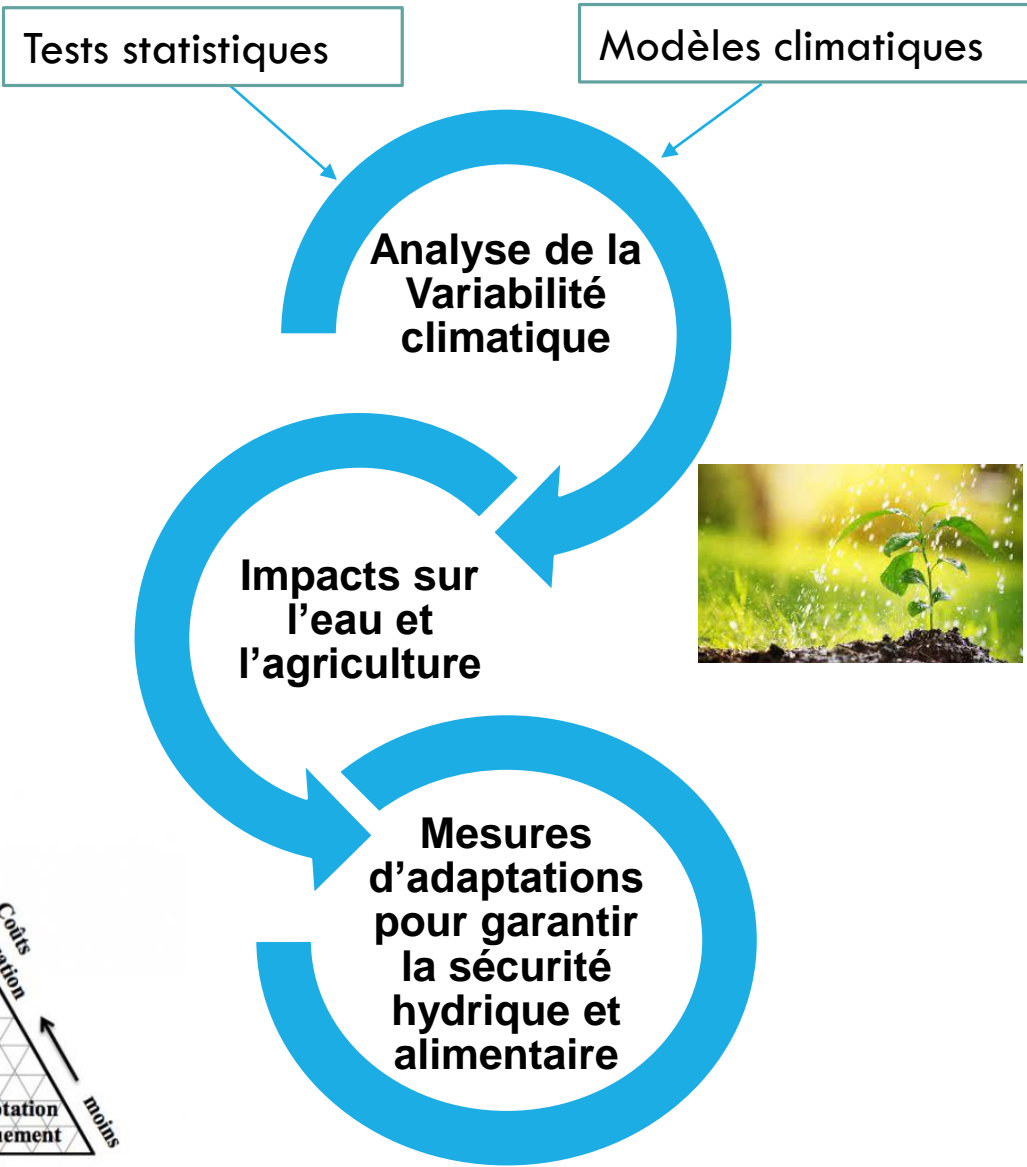 Tests statistiques
Modèles climatiques
Analyse de la
Variabilité
climatique
Impacts sur
l’eau et
l’agriculture
Mesures
d’adaptations
pour garantir
la sécurité
hydrique et
alimentaire
Coûts
moins